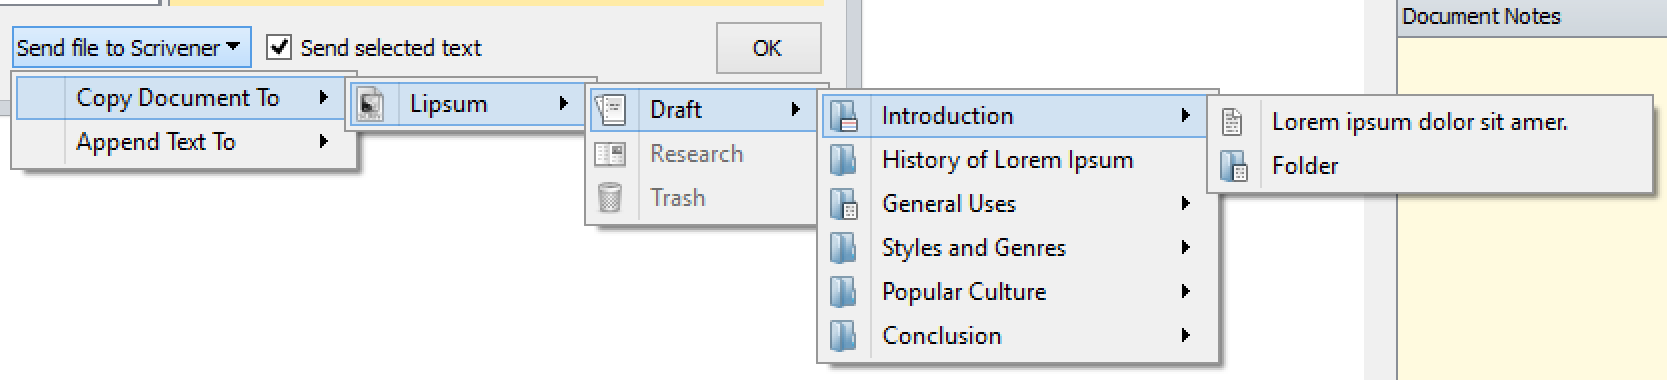 Document Notes
Send file to Scrivener
Send selected text
OK
Copy Document To
Append Text To
Lipsum
Draft
Research
Trash
Introduction
History of Lorem Ipsum
General Uses
Styles and Genres
Popular Culture
Conclusion
Lorem ipsum dolor sit amer.
Folder